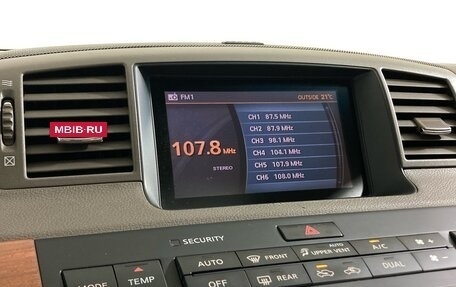 FM1
OUTSIDE 21°C
MBIB·RU
107.8 MHz
STEREO
CH1 87.5 MHz
CH2 87.9 MHz
CH3 98.1 MHz
CH4 104.1 MHz
CH5 107.9 MHz
CH6 108.0 MHz
SECURITY
AUTO
FRONT
AUTO
UPPER VENT
A/C
MODE
TEMP
OFF
REAR
DUAL